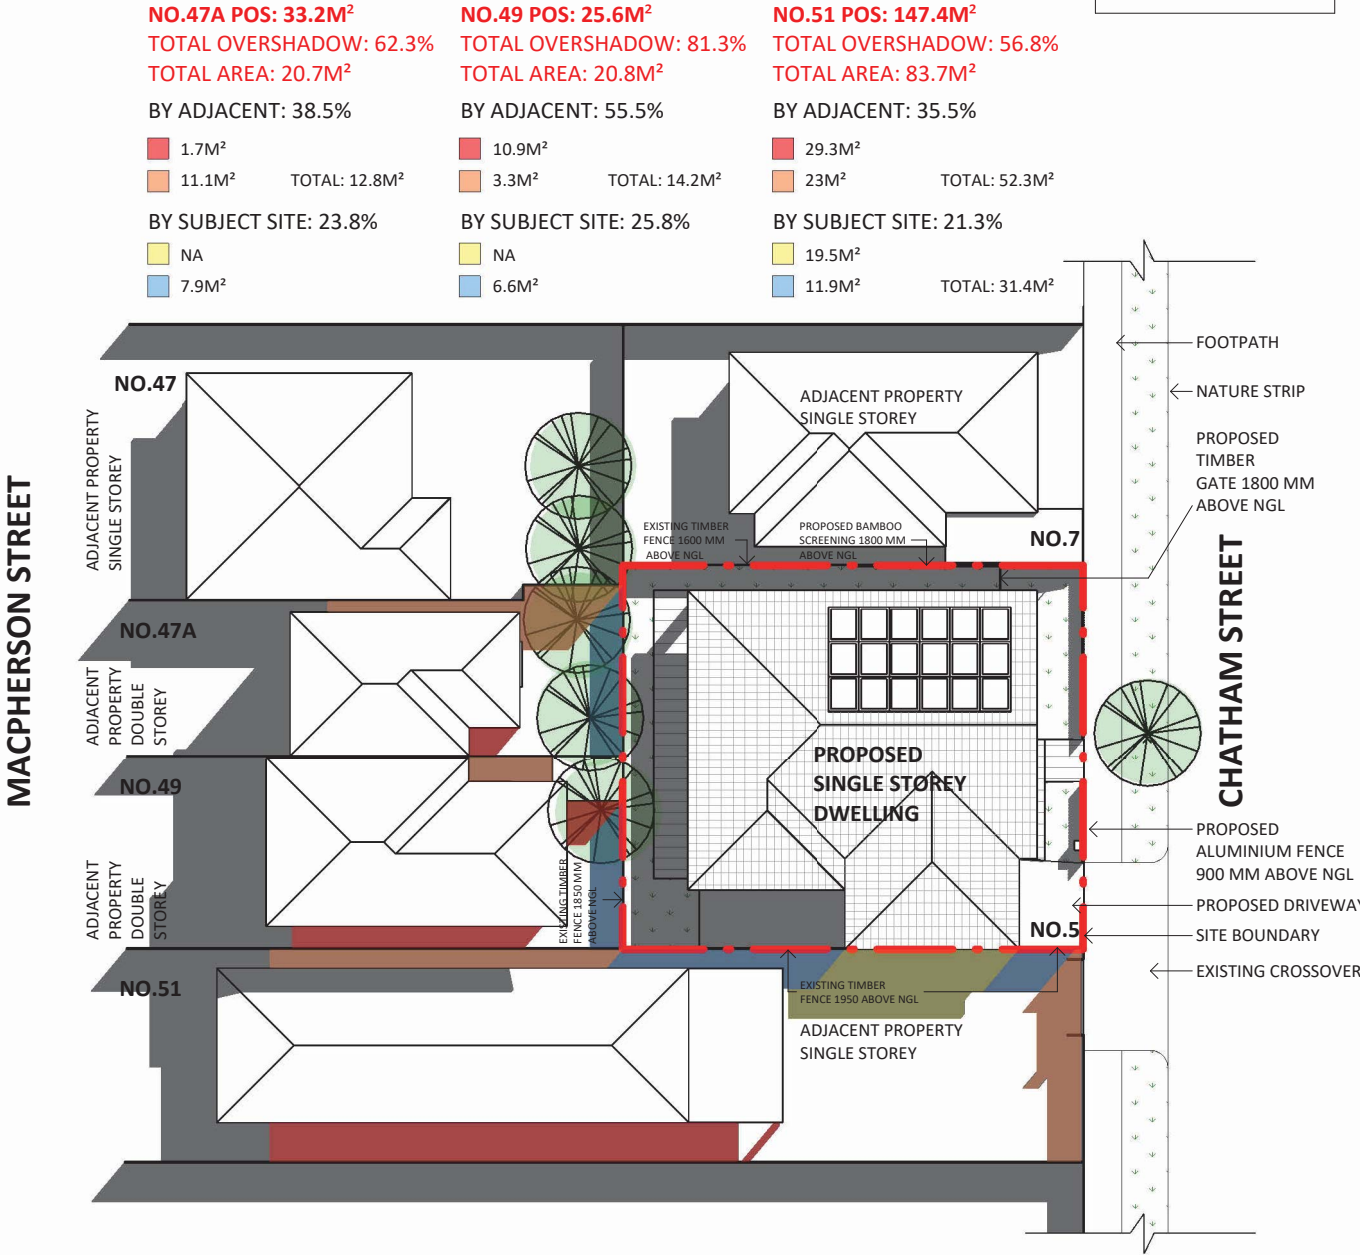 NO.47A POS: 33.2M²
TOTAL OVERSHADOW: 62.3%
TOTAL AREA: 20.7M²
BY ADJACENT: 38.5%
1.7M²
11.1M² TOTAL: 12.8M²
BY SUBJECT SITE: 23.8%
NA
7.9M²
NO.49 POS: 25.6M²
TOTAL OVERSHADOW: 81.3%
TOTAL AREA: 20.8M²
BY ADJACENT: 55.5%
10.9M²
3.3M² TOTAL: 14.2M²
BY SUBJECT SITE: 25.8%
NA
6.6M²
NO.51 POS: 147.4M²
TOTAL OVERSHADOW: 56.8%
TOTAL AREA: 83.7M²
BY ADJACENT: 35.5%
29.3M²
23M² TOTAL: 52.3M²
BY SUBJECT SITE: 21.3%
19.5M²
11.9M² TOTAL: 31.4M²
MACPHERSON STREET
NO.47
ADJACENT PROPERTY
SINGLE STOREY
NO.47A
ADJACENT
PROPERTY
DOUBLE
STOREY
NO.49
ADJACENT
PROPERTY
DOUBLE
STOREY
NO.51
ADJACENT PROPERTY
SINGLE STOREY
EXISTING TIMBER
FENCE 1600 MM
ABOVE NGL
PROPOSED BAMBOO
SCREENING 1800 MM
ABOVE NGL
NO.7
PROPOSED
SINGLE STOREY
DWELLING
EXISTING TIMBER
FENCE 1850 MM
ABOVE NGL
NO.5
EXISTING TIMBER
FENCE 1950 ABOVE NGL
ADJACENT PROPERTY
SINGLE STOREY
FOOTPATH
NATURE STRIP
PROPOSED
TIMBER
GATE 1800 MM
ABOVE NGL
CHATHAM STREET
PROPOSED
ALUMINIUM FENCE
900 MM ABOVE NGL
PROPOSED DRIVEWAY
SITE BOUNDARY
EXISTING CROSSOVER